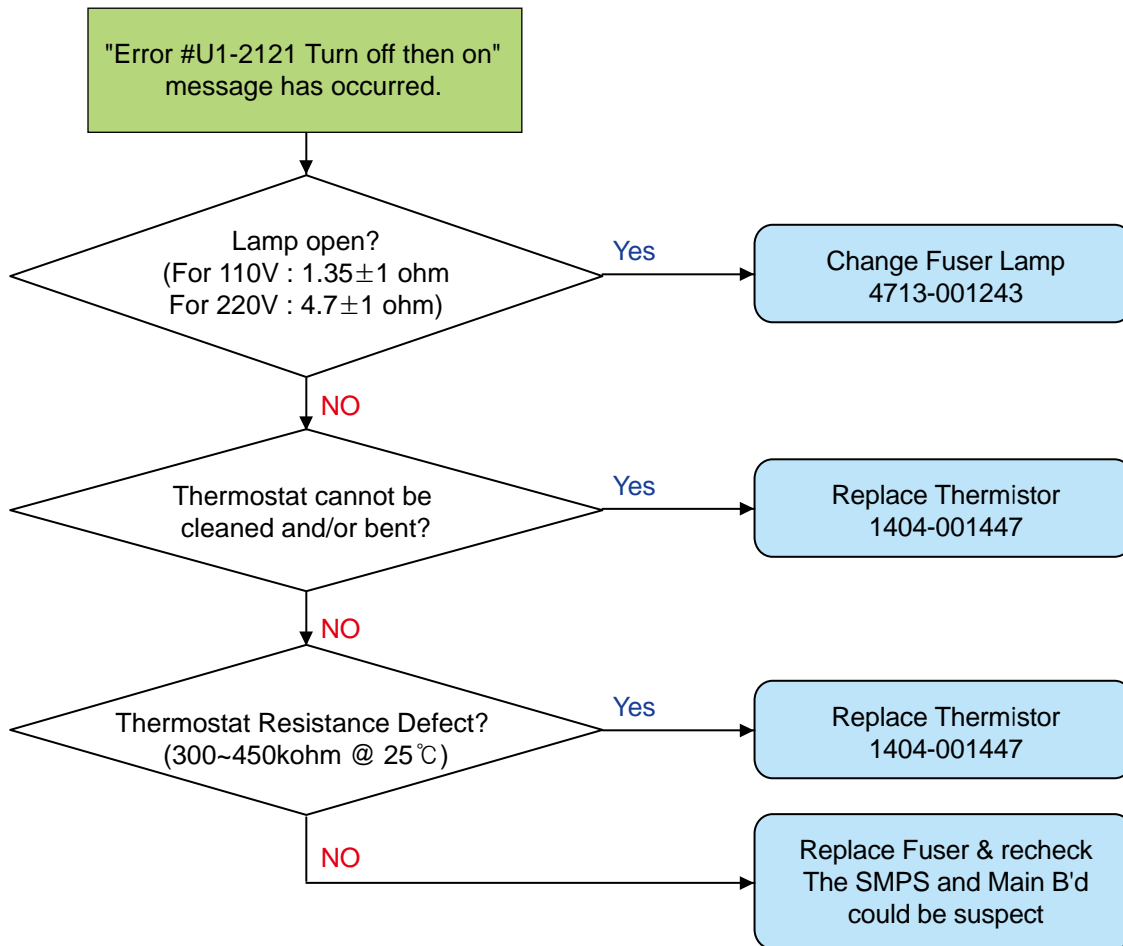 "Error #U1-2121 Turn off then on"
message has occurred.
Lamp open?
(For 110V : 1.35±1 ohm
For 220V : 4.7±1 ohm)
Yes
Change Fuser Lamp
4713-001243
NO
Thermostat cannot be
cleaned and/or bent?
Yes
Replace Thermistor
1404-001447
NO
Thermostat Resistance Defect?
(300~450kohm @ 25℃)
Yes
Replace Thermistor
1404-001447
NO
Replace Fuser & recheck
The SMPS and Main B'd
could be suspect